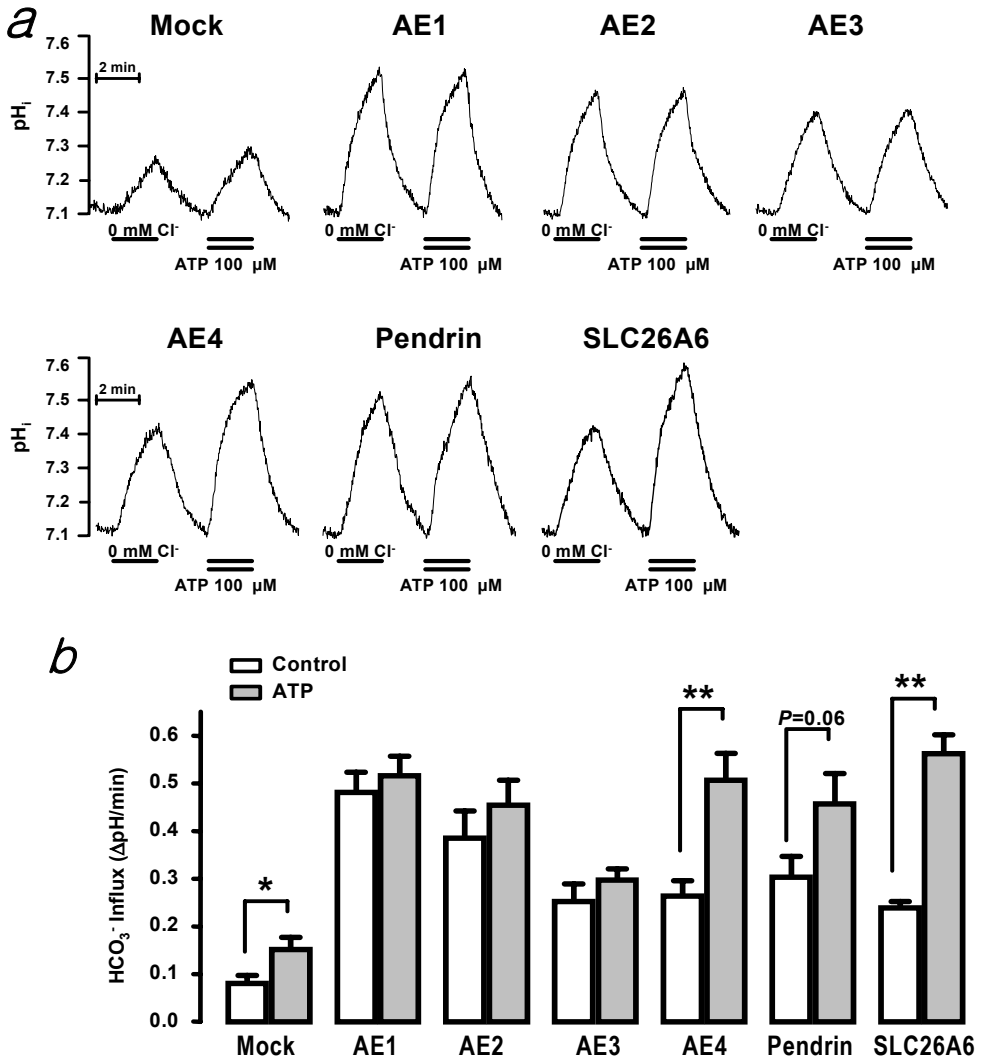 a
Mock AE1 AE2 AE3
7.6
7.5
7.4
7.3
7.2
7.1
pHi
2 min
0 mM Cl- 0 mM Cl- 0 mM Cl- 0 mM Cl-
ATP 100 µM ATP 100 µM ATP 100 µM ATP 100 µM
AE4 Pendrin SLC26A6
7.6
7.5
7.4
7.3
7.2
7.1
pHi
2 min
0 mM Cl- 0 mM Cl- 0 mM Cl-
ATP 100 µM ATP 100 µM ATP 100 µM
b
Control
ATP
HCO3- Influx (ΔpH/min)
0.6
0.5
0.4
0.3
0.2
0.1
0.0
* ** P=0.06 **
Mock AE1 AE2 AE3 AE4 Pendrin SLC26A6